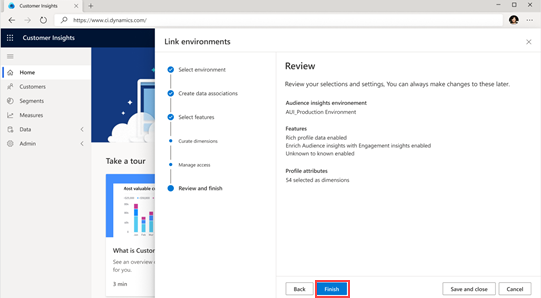 Customer Insights
https://www.ci.dynamics.com/
Customer Insights
Home
Customers
Segments
Measures
Data
Admin
Take a tour
What is Custo
See an overview
for you.
3 min
Link environments
Select environment
Create data associations
Select features
Curate dimensions
Manage access
Review and finish
Review
Review your selections and settings, You can always make changes to these later.
Audience insights environment
AUI_Production Environment
Features
Rich profile data enabled
Enrich Audience insights with Engagement insights enabled
Unknown to known enabled
Profile attributes
54 selected as dimensions
Back
Finish
Save and close
Cancel